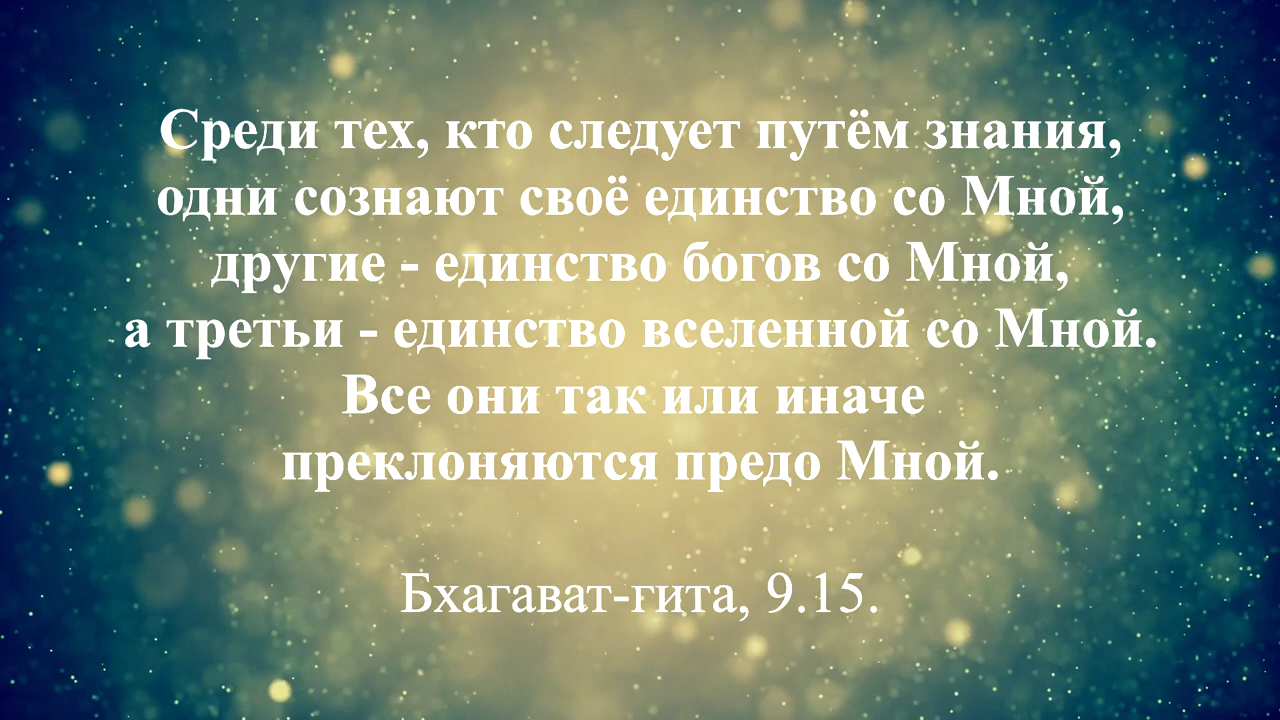 Среди тех, кто следует путём знания,
одни сознают своё единство со Мной,
другие - единство богов со Мной,
а третьи - единство вселенной со Мной.
Все они так или иначе
преклоняются предо Мной.
Бхагават-гита, 9.15.